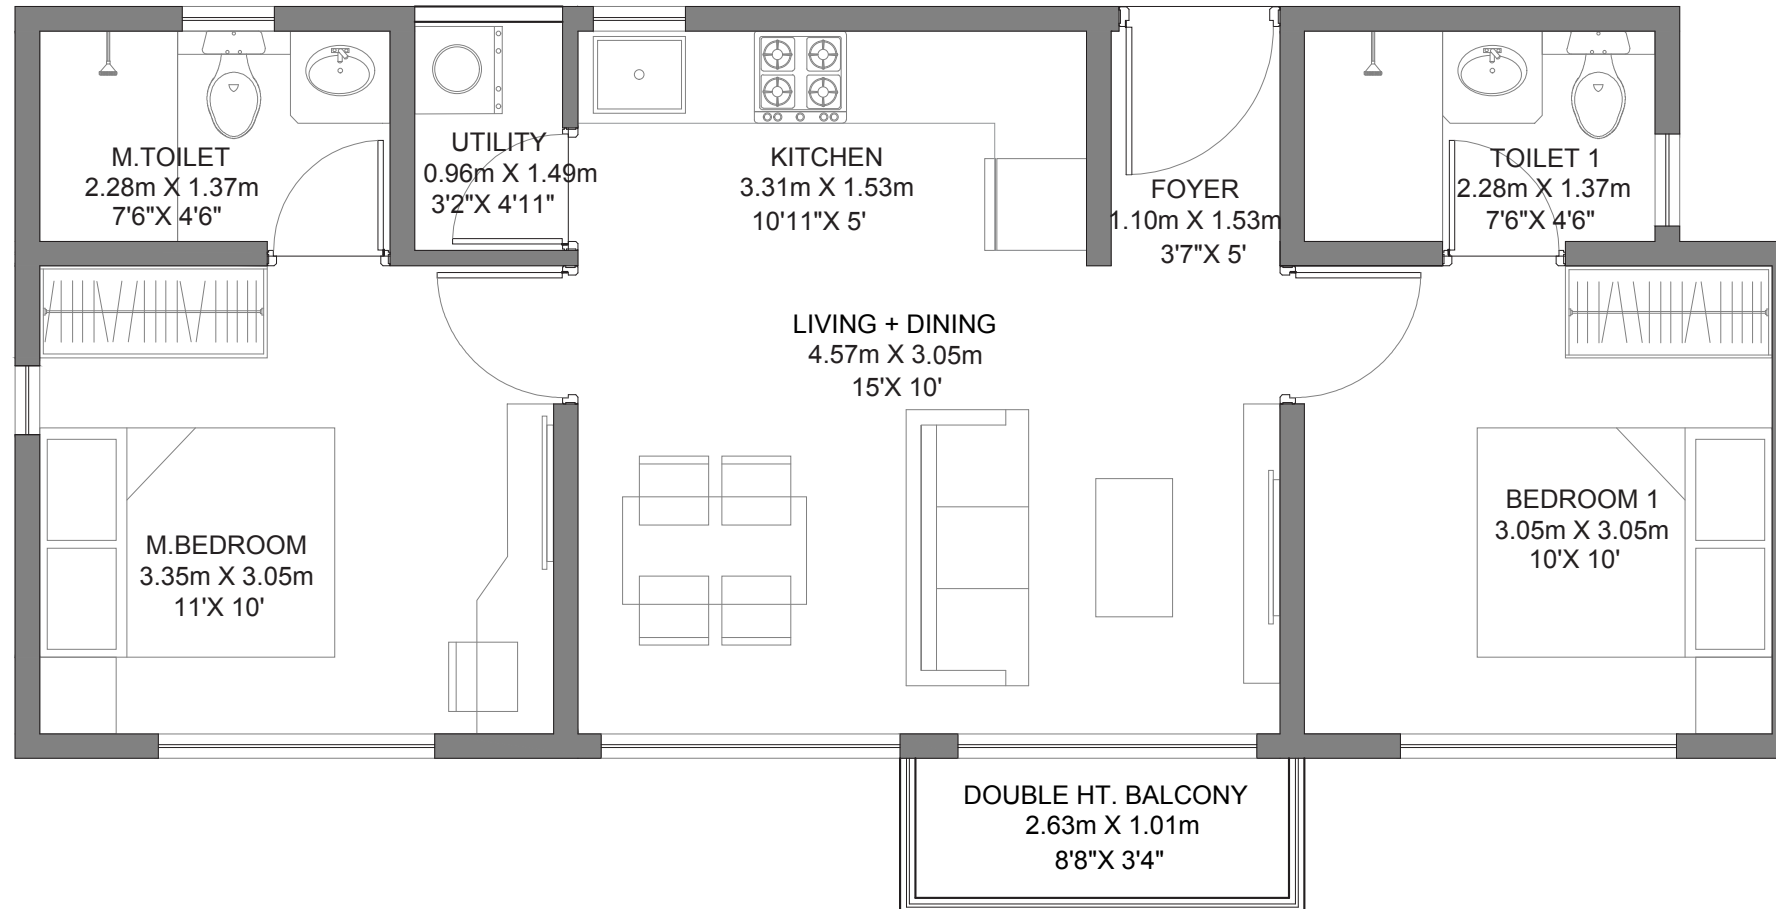 M.TOILET
2.28m X 1.37m
7'6"X 4'6"
UTILITY
0.96m X 1.49m
3'2"X 4'11"
KITCHEN
3.31m X 1.53m
10'11"X 5'
FOYER
1.10m X 1.53m
3'7"X 5'
TOILET 1
2.28m X 1.37m
7'6"X 4'6"
LIVING + DINING
4.57m X 3.05m
15'X 10'
M.BEDROOM
3.35m X 3.05m
11'X 10'
BEDROOM 1
3.05m X 3.05m
10'X 10'
DOUBLE HT. BALCONY
2.63m X 1.01m
8'8"X 3'4"